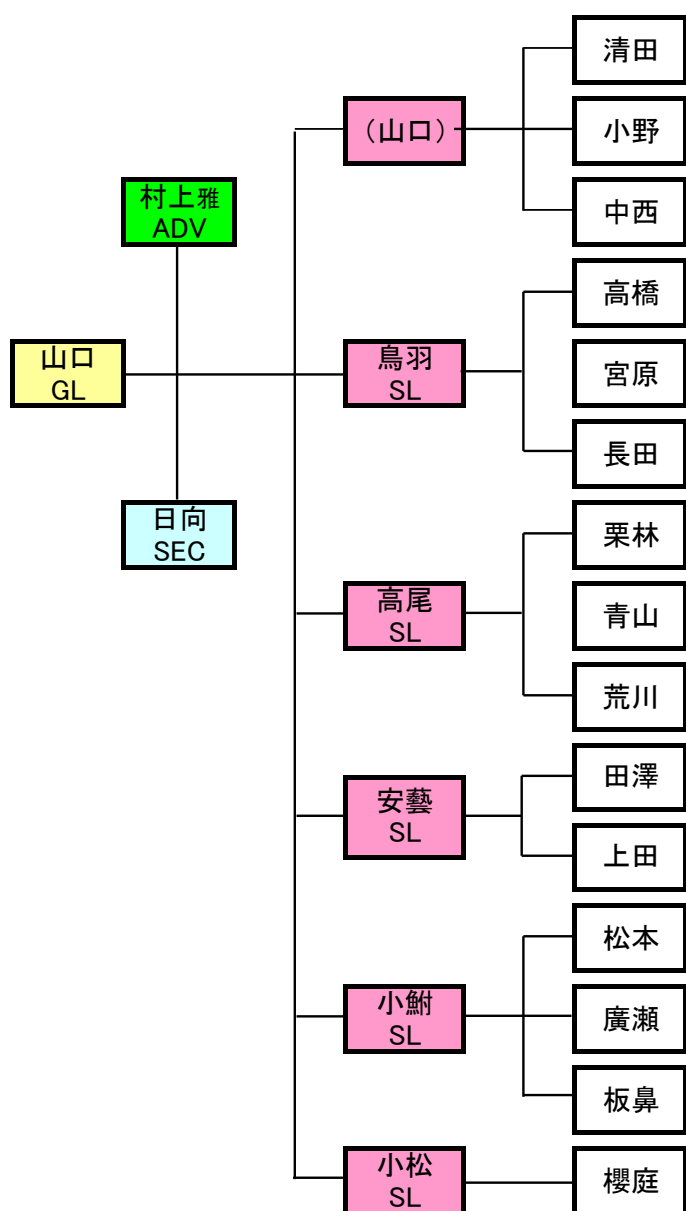 山口
GL
村上雅
ADV
日向
SEC
（山口）
清田
小野
中西
鳥羽
SL
高橋
宮原
長田
高尾
SL
栗林
青山
荒川
安藝
SL
田澤
上田
小鮒
SL
松本
廣瀬
板鼻
小松
SL
櫻庭